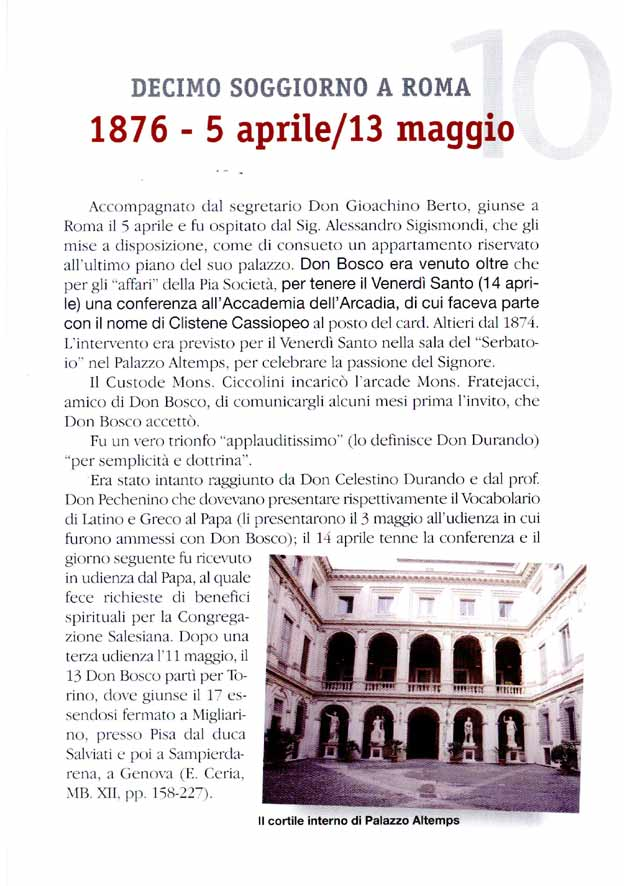 10
DECIMO SOGGIORNO A ROMA
1876 - 5 aprile/13 maggio
Accompagnato dal segretario Don Gioachino Berto, giunse a
Roma il 5 aprile e fu ospitato dal Sig. Alessandro Sigismondi, che gli
mise a disposizione, come di consueto un appartamento riservato
all'ultimo piano del suo palazzo. Don Bosco era venuto oltre che
per gli "affari" della Pia Società, per tenere il Venerdì Santo (14 apri-
le) una conferenza all'Accademia dell'Arcadia, di cui faceva parte
con il nome di Clistene Cassiopeo al posto del card. Altieri dal 1874.
L'intervento era previsto per il Venerdì Santo nella sala del "Serbato-
io" nel Palazzo Altemps, per celebrare la passione del Signore.
Il Custode Mons. Ciccolini incaricò l'arcade Mons. Fratejacci,
amico di Don Bosco, di comunicargli alcuni mesi prima l'invito, che
Don Bosco accettò.
Fu un vero trionfo "applauditissimo" (lo definisce Don Durando)
"per semplicità e dottrina".
Era stato intanto raggiunto da Don Celestino Durando e dal prof.
Don Pechenino che dovevano presentare rispettivamente il Vocabolario
di Latino e Greco al Papa (li presentarono il 3 maggio all'udienza in cui
furono ammessi con Don Bosco); il 14 aprile tenne la conferenza e il
giorno seguente fu ricevuto
in udienza dal Papa, al quale
fece richieste di benefici
spirituali per la Congrega-
zione Salesiana. Dopo una
terza udienza l'11 maggio, il
13 Don Bosco partì per To-
rino, dove giunse il 17 es-
sendosi fermato a Migliari-
no, presso Pisa dal duca
Salviati e poi a Sampierda-
rena, a Genova (E. Ceria,
MB. XII, pp. 158-227).
Il cortile interno di Palazzo Altemps